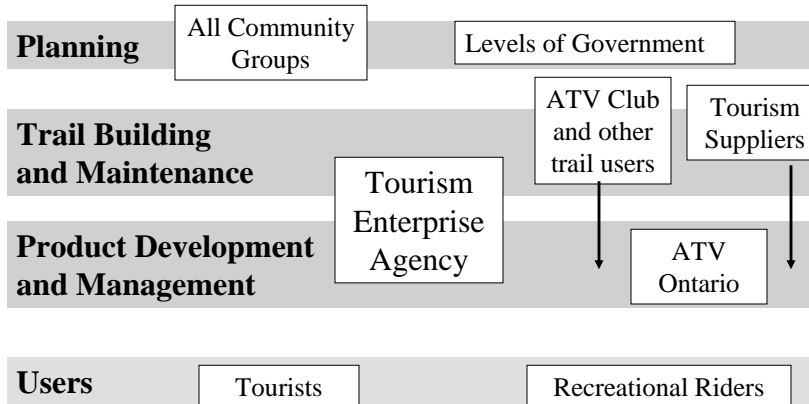 Planning
All Community
Groups
Levels of Government
Trail Building
and Maintenance
ATV Club
and other
trail users
Tourism
Suppliers
Tourism
Enterprise
Agency
Product Development
and Management
ATV
Ontario
Users
Tourists
Recreational Riders